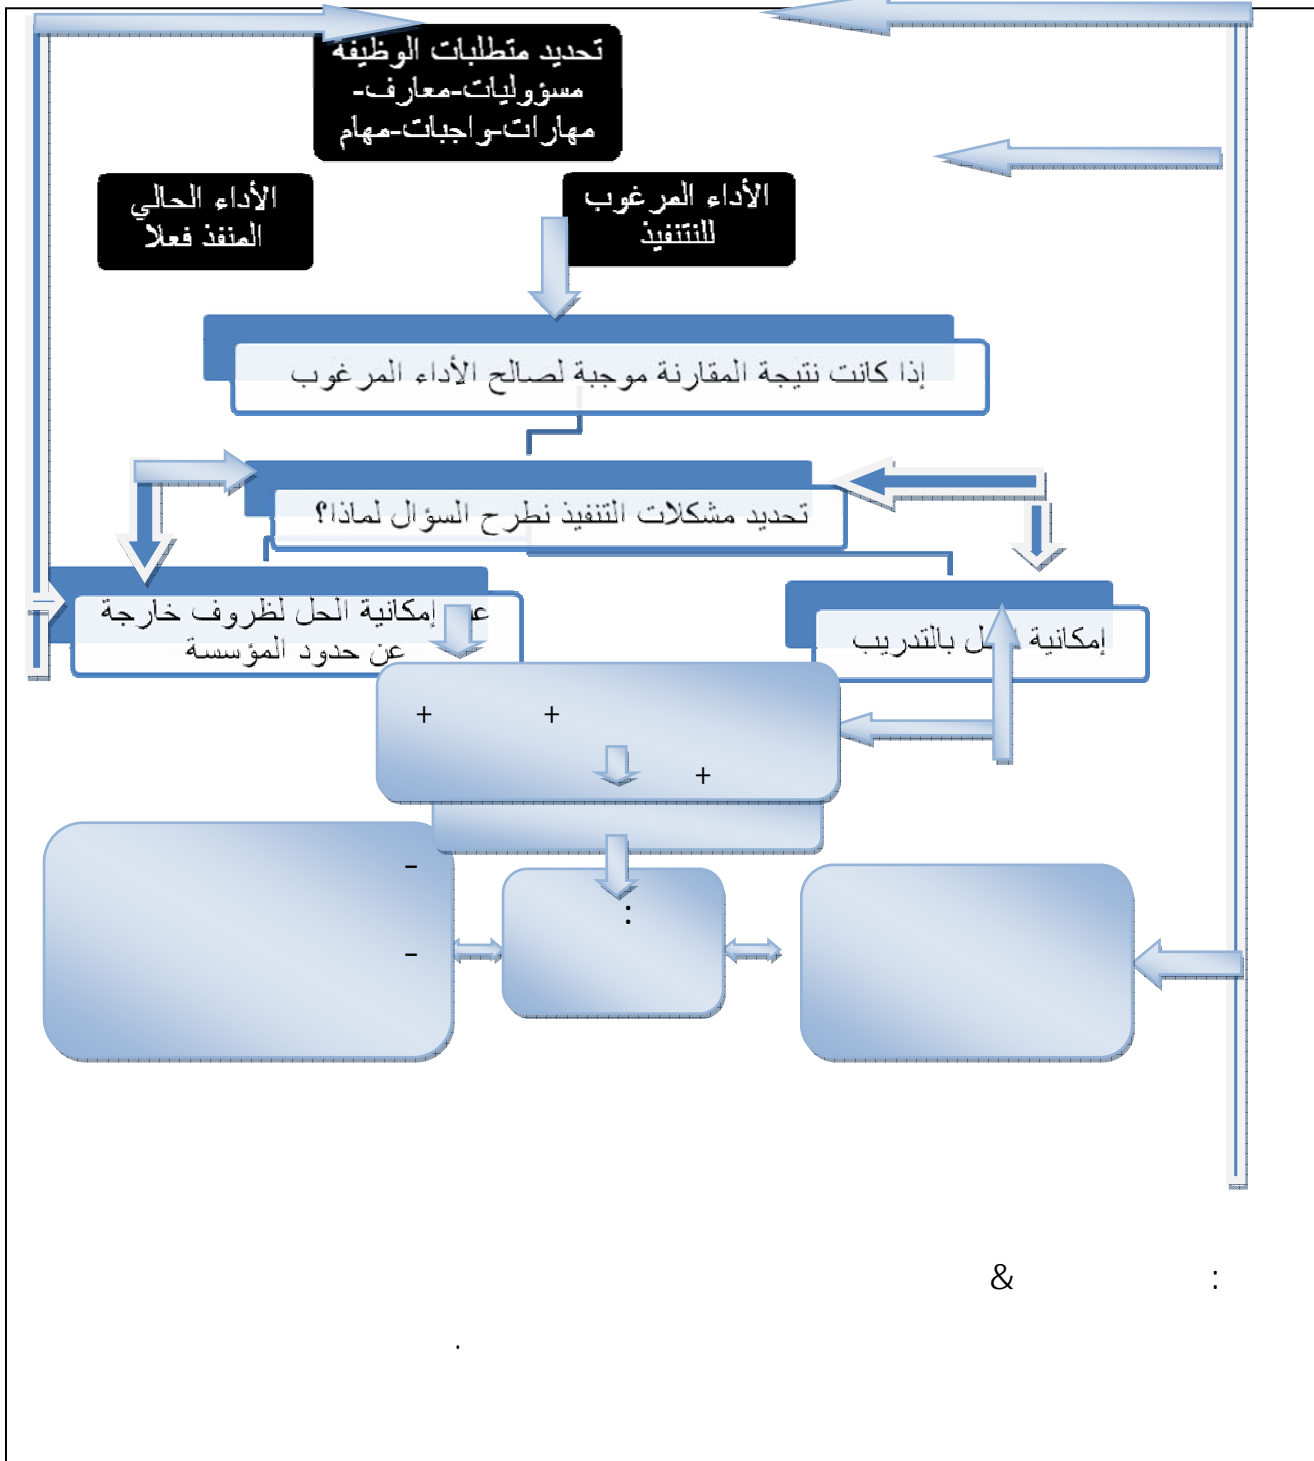 تحديد متطلبات الوظيفة
مسؤوليات-معارف-
مهارات-واجبات-مهام
الأداء المرغوب
للتنفيذ
الأداء الحالي
المنفذ فعلا
إذا كانت نتيجة المقارنة موجبة لصالح الأداء المرغوب
تحديد مشكلات التنفيذ نطرح السؤال لماذا؟
إمكانية بالتدريب
إمكانية الحل لظروف خارجة
عن حدود المؤسسة
+ +
+
–
:
–
: &
.